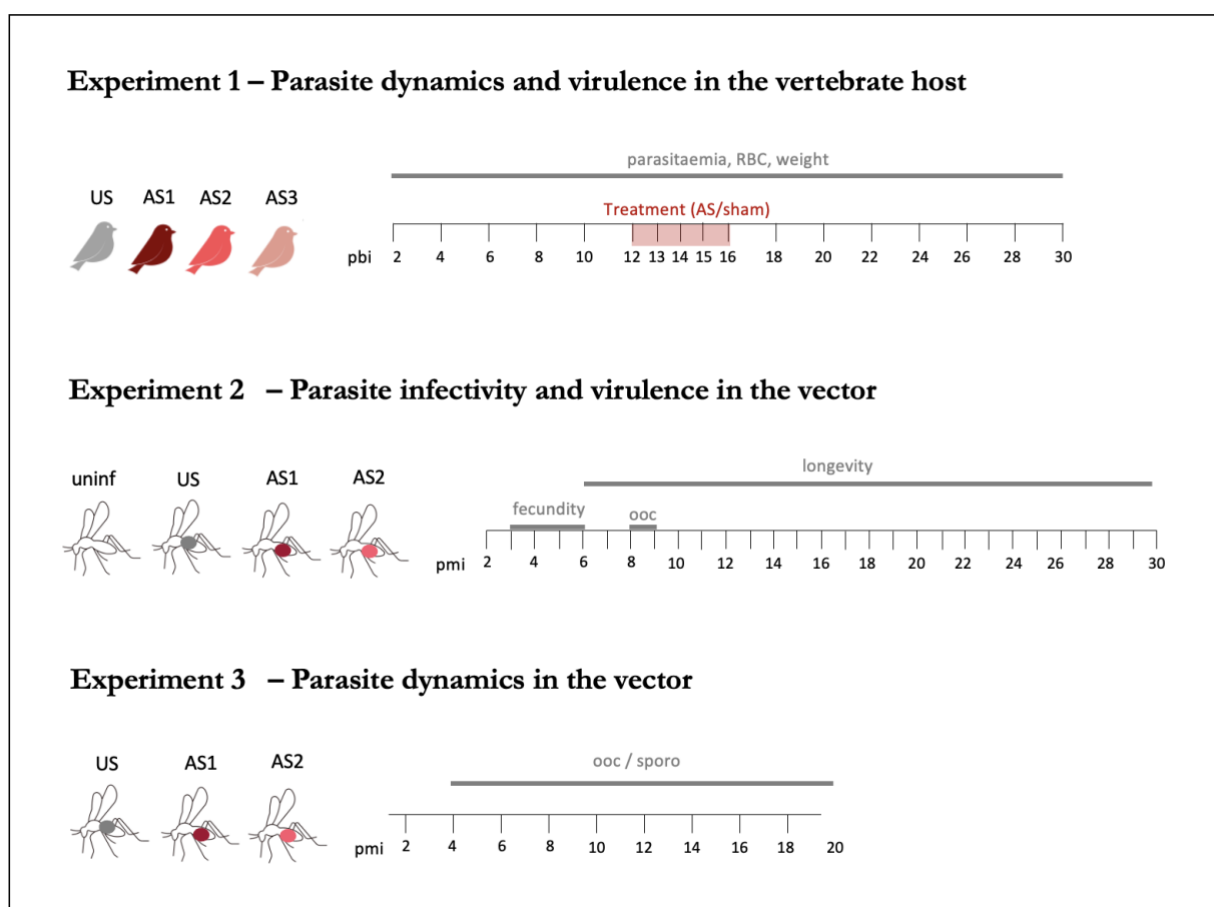 Experiment 1 – Parasite dynamics and virulence in the vertebrate host
parasitaemia, RBC, weight
US AS1 AS2 AS3
Treatment (AS/sham)
pbi 2 4 6 8 10 12 13 14 15 16 18 20 22 24 26 28 30
Experiment 2 – Parasite infectivity and virulence in the vector
longevity
uninf US AS1 AS2
fecundity ooc
pmi 2 4 6 8 10 12 14 16 18 20 22 24 26 28 30
Experiment 3 – Parasite dynamics in the vector
US AS1 AS2
ooc / sporo
pmi 2 4 6 8 10 12 14 16 18 20